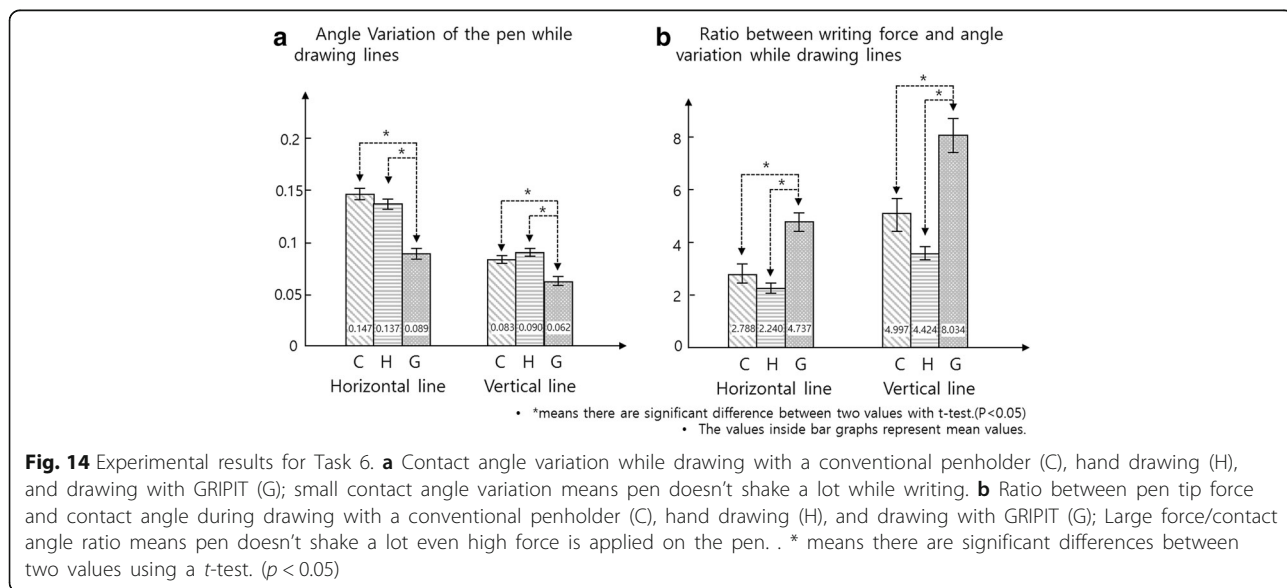 a Angle Variation of the pen while
drawing lines
b Ratio between writing force and angle
variation while drawing lines
0.2
0.15
0.1
0.05
0
* * * *
0.147 0.137 0.089 0.083 0.090 0.062
C H G C H G
Horizontal line Vertical line
8
6
4
2
0
* * * *
2.788 2.240 4.737 4.997 4.424 8.034
C H G C H G
Horizontal line Vertical line
• *means there are significant difference between two values with t-test.(P<0.05)
• The values inside bar graphs represent mean values.
Fig. 14 Experimental results for Task 6. a Contact angle variation while drawing with a conventional penholder (C), hand drawing (H),
and drawing with GRIPIT (G); small contact angle variation means pen doesn't shake a lot while writing. b Ratio between pen tip force
and contact angle during drawing with a conventional penholder (C), hand drawing (H), and drawing with GRIPIT (G); Large force/contact
angle ratio means pen doesn't shake a lot even high force is applied on the pen. . * means there are significant differences between
two values using a t-test. (p < 0.05)